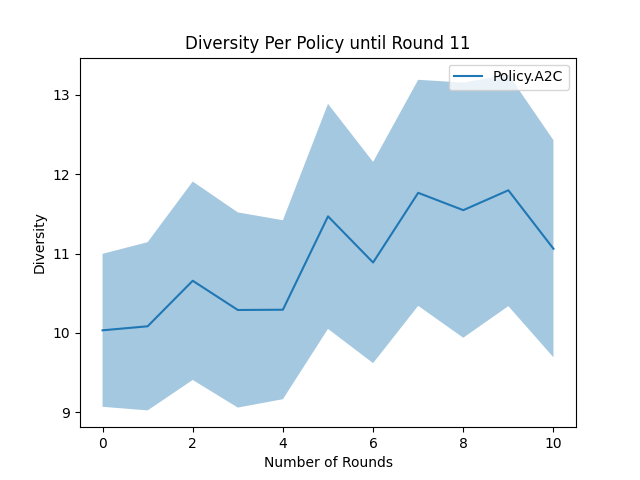 Diversity Per Policy until Round 11
Policy.A2C
13
12
11
10
9
Diversity
0 2 4 6 8 10
Number of Rounds